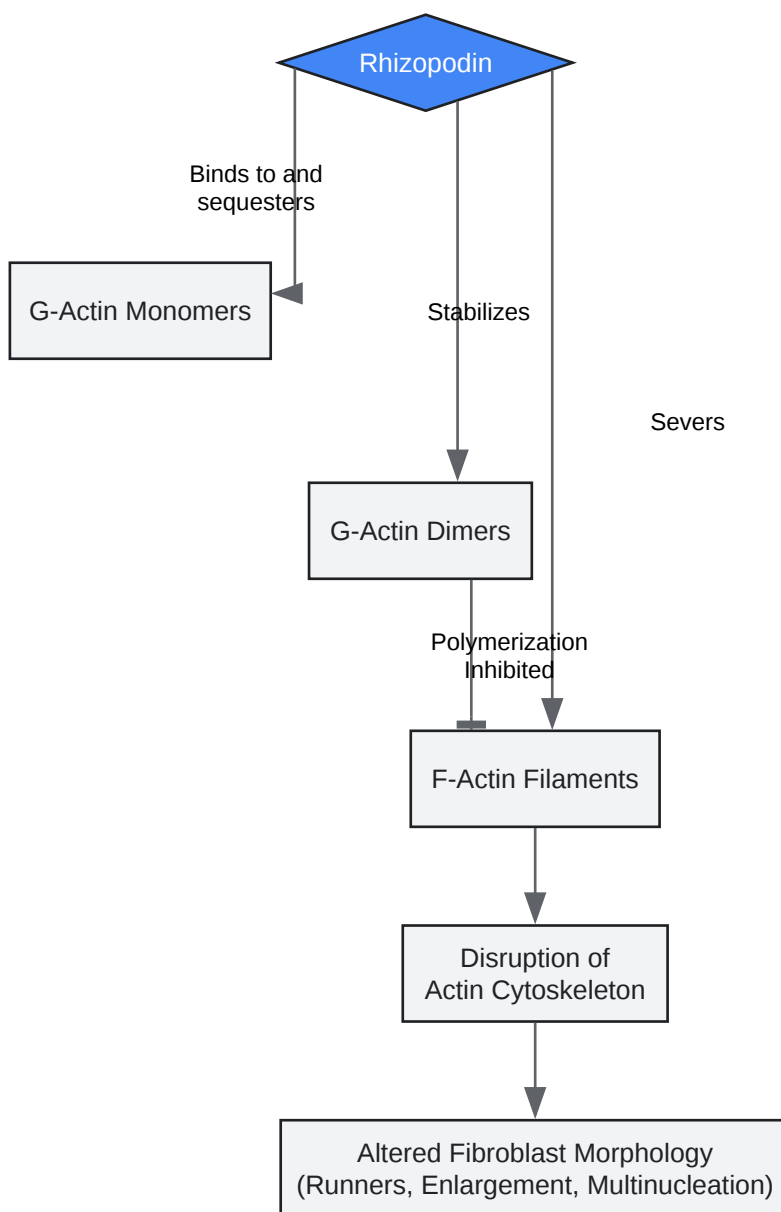 Rhizopodin
Binds to and
sequesters
G-Actin Monomers
Stabilizes
Severs
G-Actin Dimers
Polymerization
Inhibited
F-Actin Filaments
Disruption of
Actin Cytoskeleton
Altered Fibroblast Morphology
(Runners, Enlargement, Multinucleation)